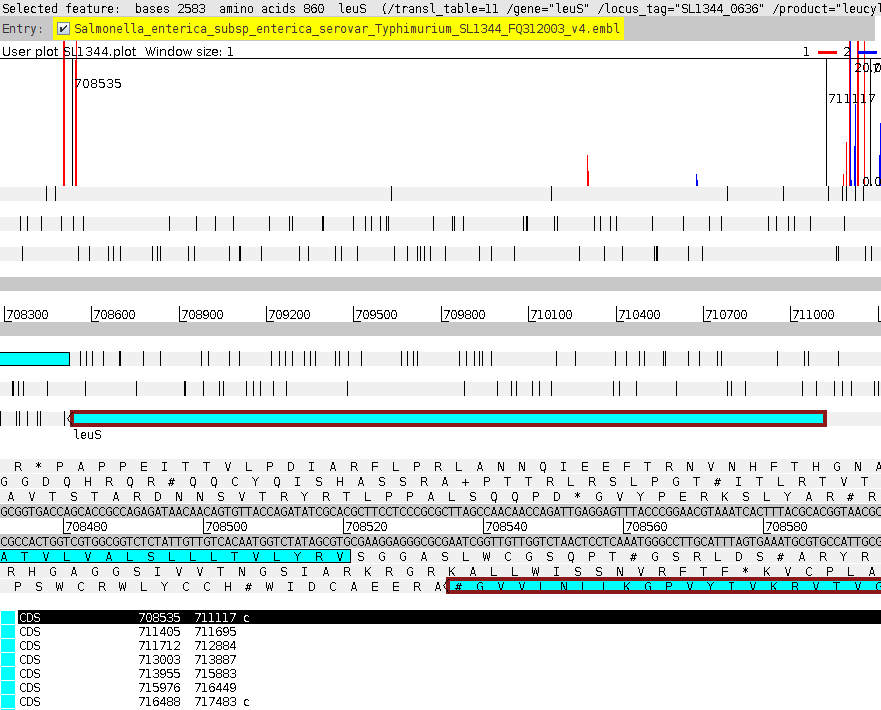 Selected feature:  bases 2583  amino acids 860  leuS  (/transl_table=11 /gene="leuS" /locus_tag="SL1344_0636" /product="leucyl
Entry: Salmonella_enterica_subsp_enterica_serovar_Typhimurium_SL1344_FQ312003_v4.embl
User plot SL1344.plot  Window size: 1  1  2
708535
711117
0.0
708300 708600 708900 709200 709500 709800 710100 710400 710700 711000
leuS
R * P A P P E I T T V L P D I A R F L P R L A N N Q I E E F T R N V N H F T H G N A
G G D Q H R Q R # Q Q C Y Q I S H A S S R A + P T T R L R S L P G T # I T L R T V T
A V T S T A R D N N S V T R Y R T L P P A L S Q Q P D * G V Y P E R K S L Y A R # R
GCGGTGACCAGCACCGCCAGAGATAACAACAGTGTTACCAGATATCGCACGCTTCCTCCCGCGCTTAGCCAACAACCAGATTGAGGAGTTTACCCGGAACGTAAATCACTTTACGCACGGTAACGC
708480 708500 708520 708540 708560 708580
CGCCACTGGTCGTGGCGGTCTCTATTGTTGTCACAATGGTCTATAGCGTGCGAAGGAGGGCGCGAATCGGTTGTTGGTCTAACTCCTCAAATGGGCCTTGCATTTAGTGAAATGCGTGCCATTGCG
A T V L V A L S L L L T V L Y R V S G G A S L W C G S Q P T # G S R L D S # A R Y R
R H G A G G S I V V T N G S I A R K R G R K A L L W I S S N V R F T F * K V C P L A
P S W C R W L Y C C H # W I D C A E E R A # G V V L N L L K G P V Y I V K R V T V G
CDS 708535 711117 c
CDS 711405 711695
CDS 711712 712884
CDS 713003 713887
CDS 713955 715883
CDS 715976 716449
CDS 716488 717483 c